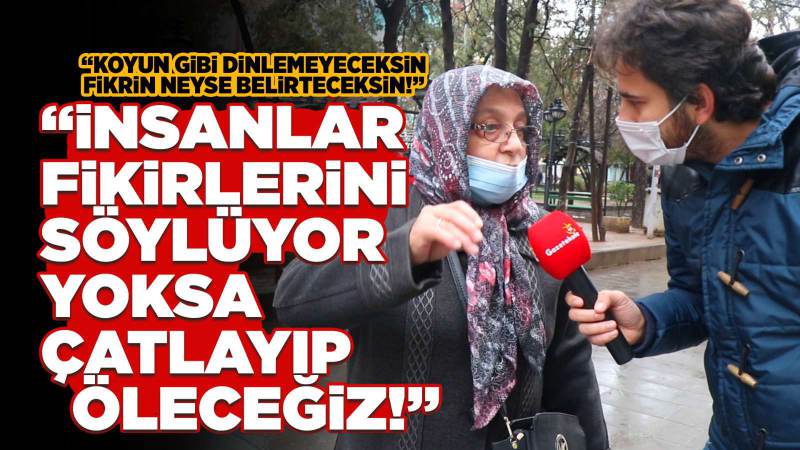 “KOYUN GİBİ DİNLEMEYECEKSİN
FİKRİN NEYSE BELİRTECEKSİN!”
“İNSANLAR
FİKİRLERİNİ
SÖYLÜYOR
YOKSA
ÇATLAYIP
ÖLECEĞİZ!”